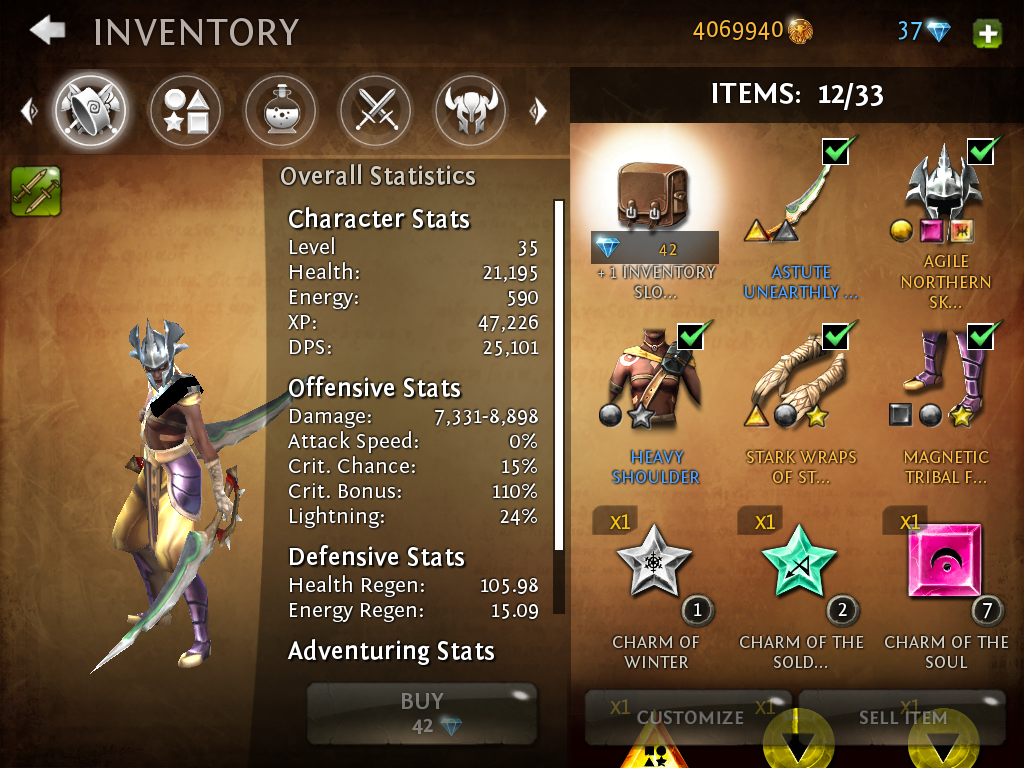 INVENTORY
4069940
37
ITEMS: 12/33
Overall Statistics
Character Stats
Level 35
Health: 21,195
Energy: 590
XP: 47,226
DPS: 25,101
Offensive Stats
Damage: 7,331-8,898
Attack Speed: 0%
Crit. Chance: 15%
Crit. Bonus: 110%
Lightning: 24%
Defensive Stats
Health Regen: 105.98
Energy Regen: 15.09
Adventuring Stats
BUY
42
42
+1 INVENTORY
SLO...
ASTUTE
UNEARTHLY ...
AGILE
NORTHERN
SK...
HEAVY
SHOULDER
STARK WRAPS
OF ST...
MAGNETIC
TRIBAL F...
X1
1
CHARM OF
WINTER
X1
2
CHARM OF THE
SOLD...
X1
7
CHARM OF THE
SOUL
X1
X1
X1
CUSTOMIZE
SELL ITEM